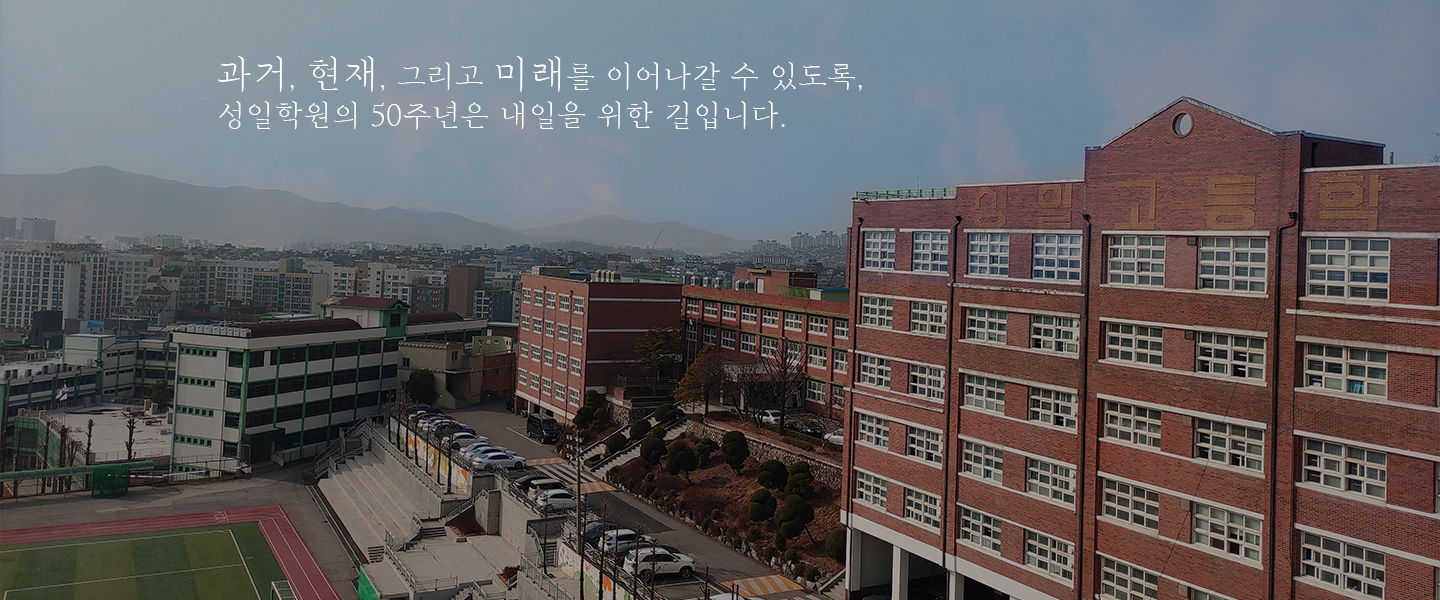 과거, 현재, 그리고 미래를 이어나갈 수 있도록,
성일학원의 50주년은 내일을 위한 길입니다.
성일고등학